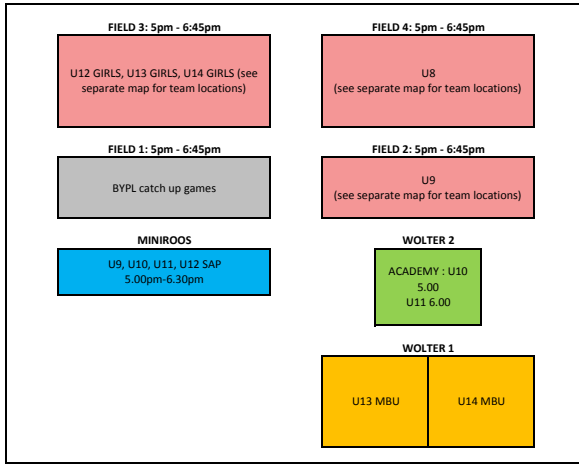 FIELD 3: 5pm - 6:45pm
U12 GIRLS, U13 GIRLS, U14 GIRLS (see
separate map for team locations)
FIELD 4: 5pm - 6:45pm
U8
(see separate map for team locations)
FIELD 1: 5pm - 6:45pm
BYPL catch up games
FIELD 2: 5pm - 6:45pm
U9
(see separate map for team locations)
MINIROOS
U9, U10, U11, U12 SAP
5.00pm-6.30pm
WOLTER 2
ACADEMY : U10
5.00
U11 6.00
WOLTER 1
U13 MBU
U14 MBU